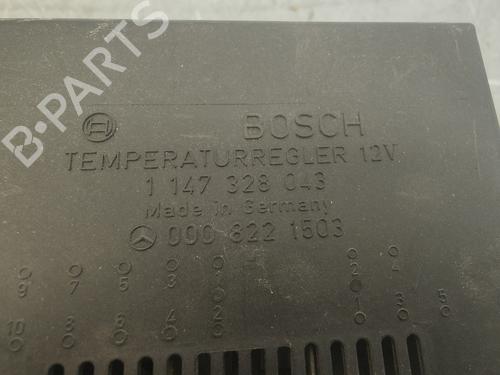 B-PARTS
BOSCH
TEMPERATURREGLER 12V
1 147 328 043
Made in Germany
000 822 1503
9 7 5 3 1 2 4
10 8 6 4 2 1 3 5